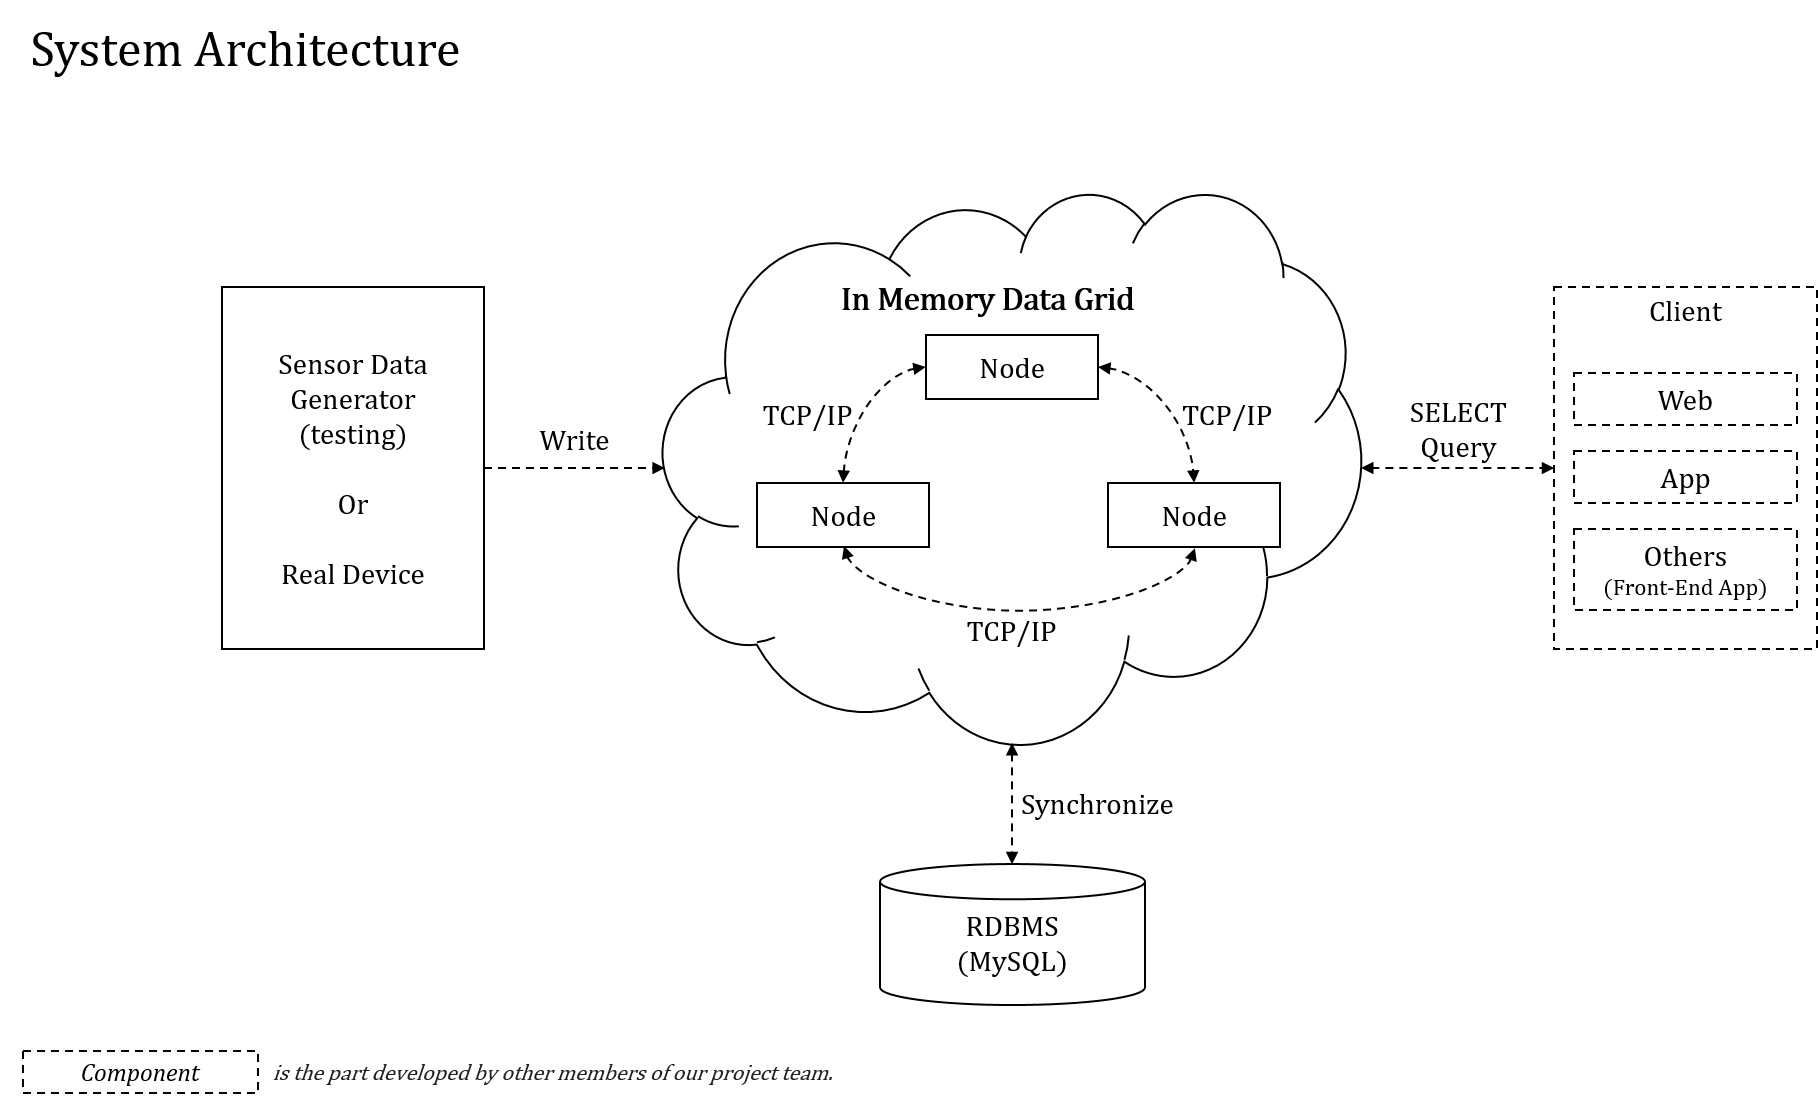 System Architecture
Sensor Data
Generator
(testing)
Or
Real Device
Write
In Memory Data Grid
Node
TCP/IP
TCP/IP
Node
Node
TCP/IP
SELECT
Query
Client
Web
App
Others
(Front-End App)
Synchronize
RDBMS
(MySQL)
Component is the part developed by other members of our project team.